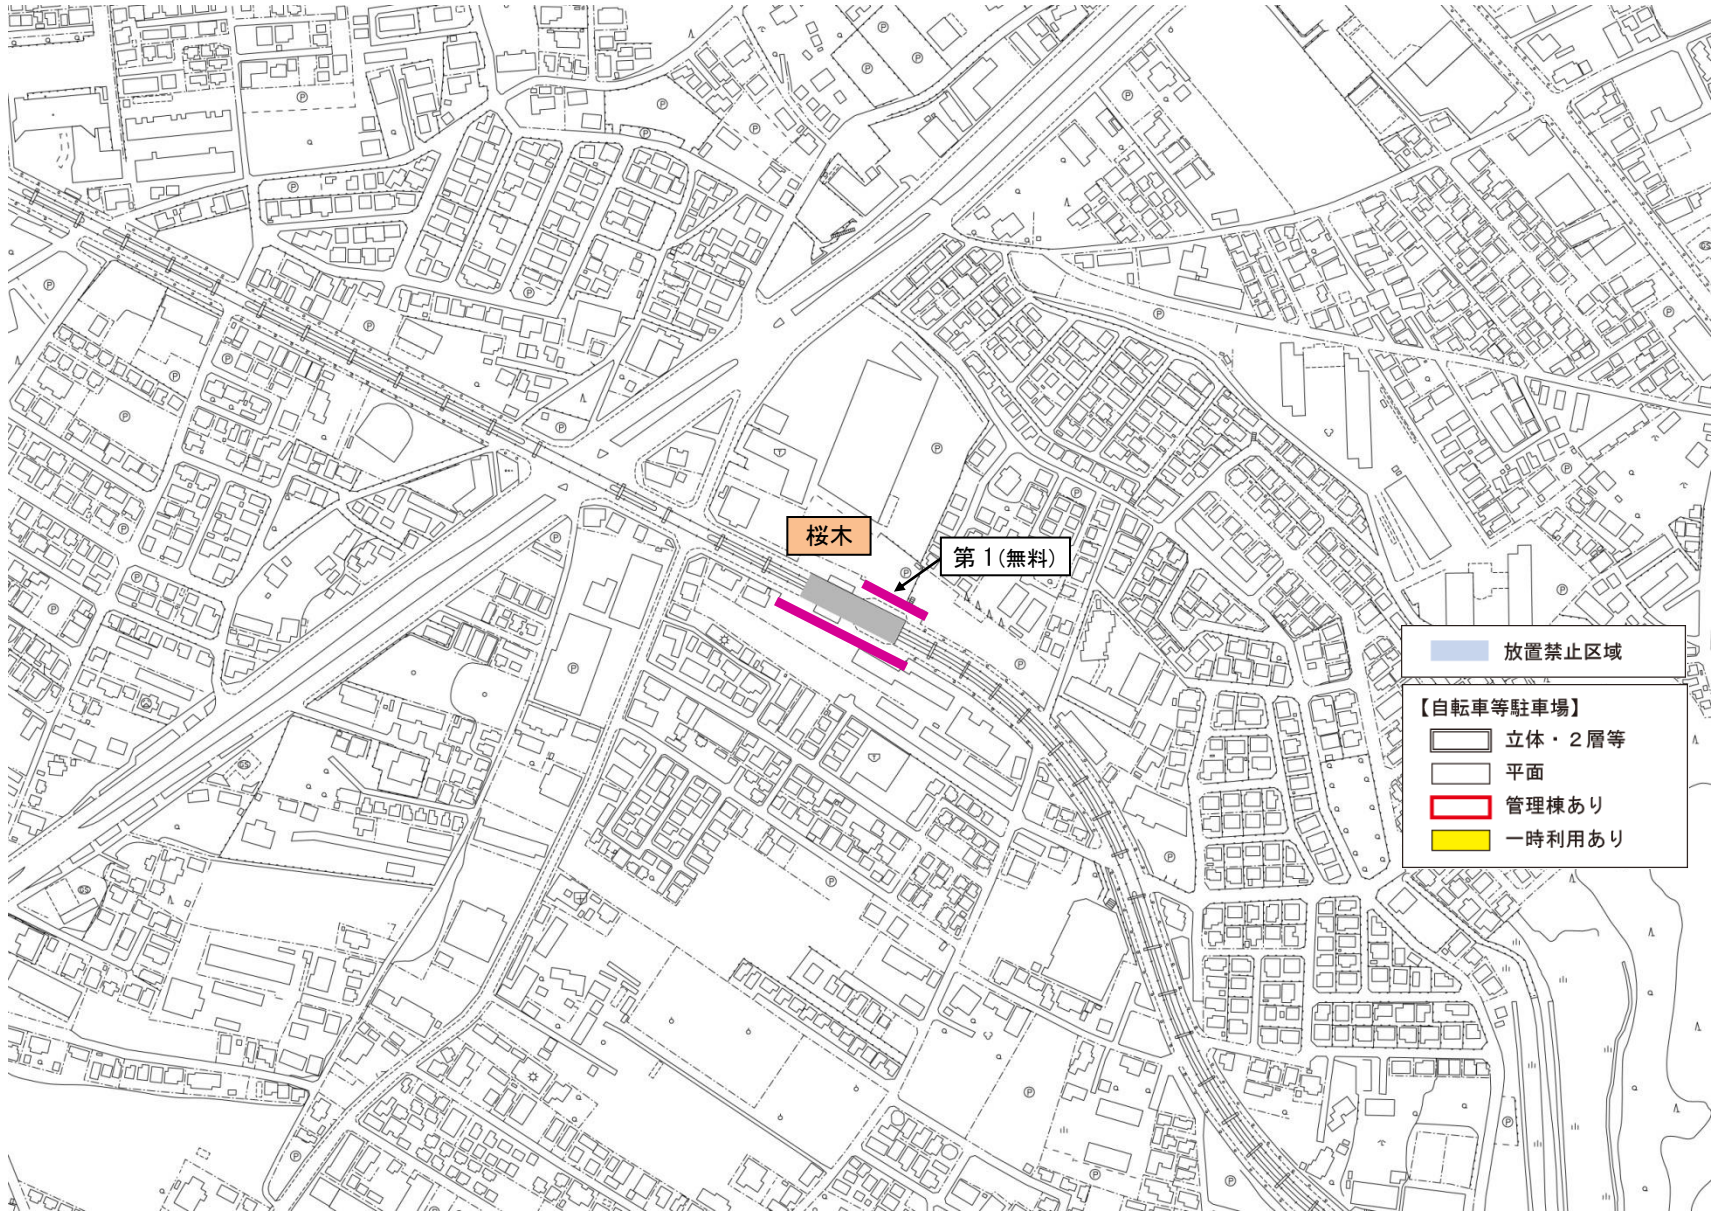 桜木
第1(無料)
放置禁止区域
【自転車等駐車場】
立体・2層等
平面
管理棟あり
一時利用あり